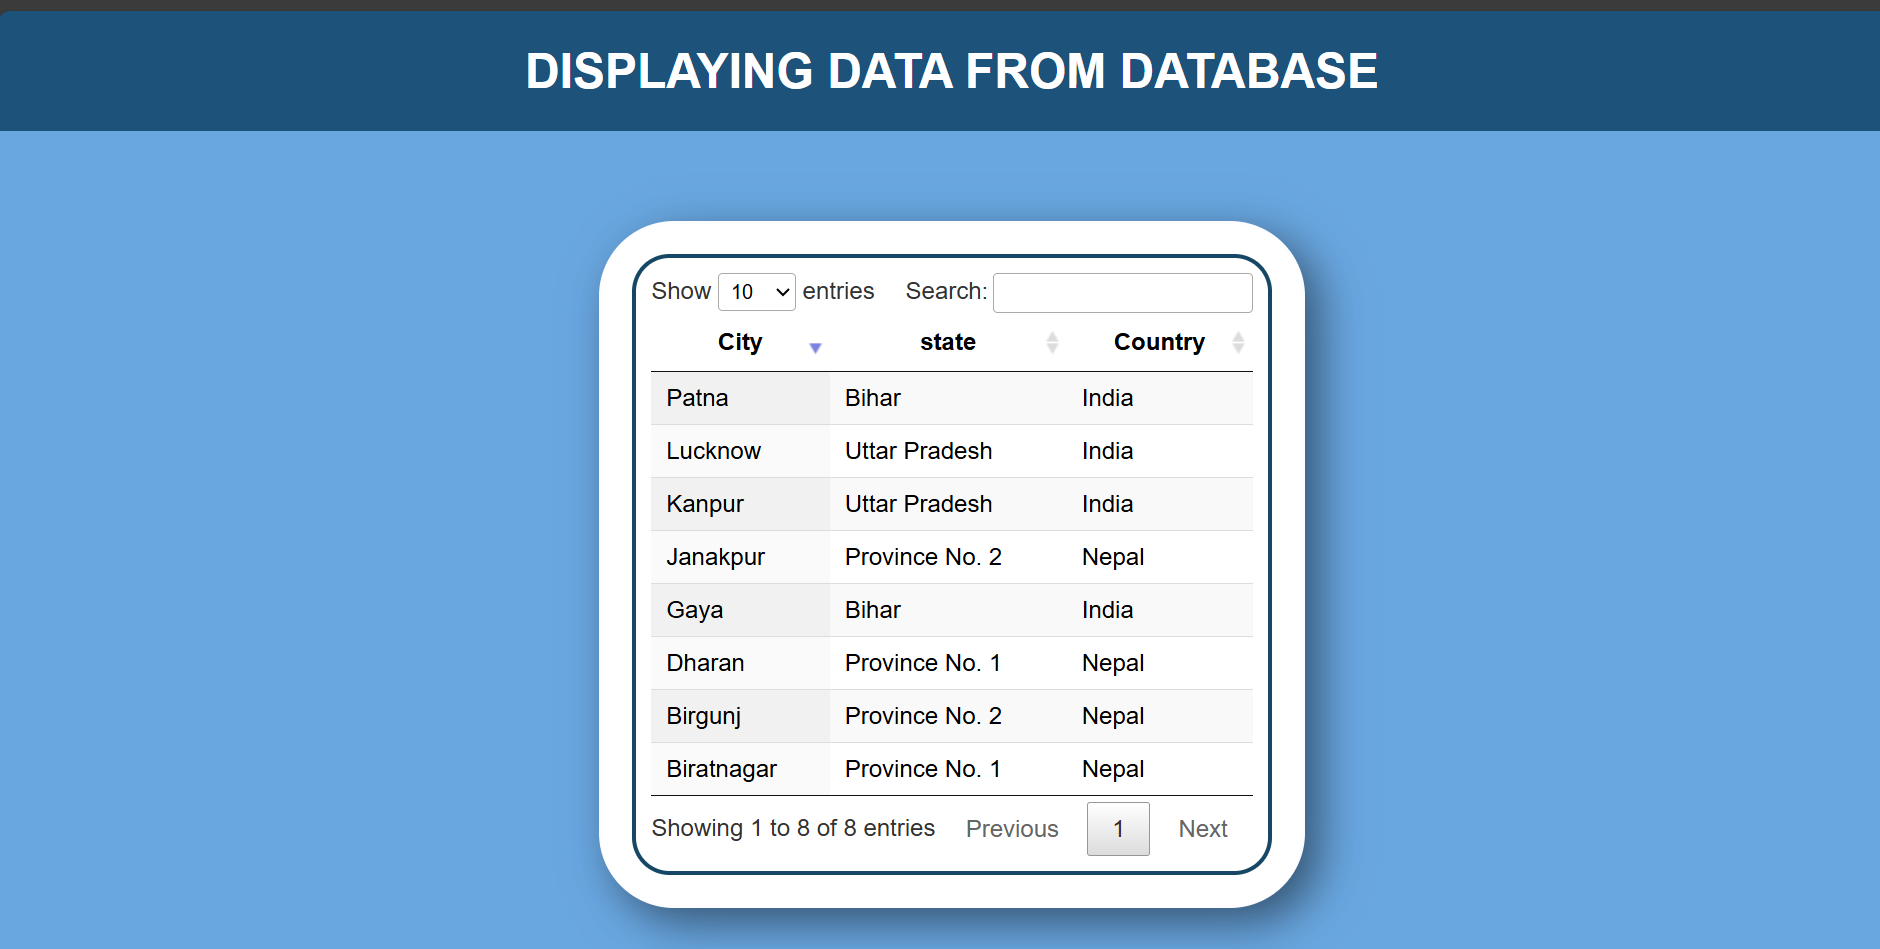 DISPLAYING DATA FROM DATABASE
Show 10 entries Search:
City state Country
Patna Bihar India
Lucknow Uttar Pradesh India
Kanpur Uttar Pradesh India
Janakpur Province No. 2 Nepal
Gaya Bihar India
Dharan Province No. 1 Nepal
Birgunj Province No. 2 Nepal
Biratnagar Province No. 1 Nepal
Showing 1 to 8 of 8 entries Previous 1 Next